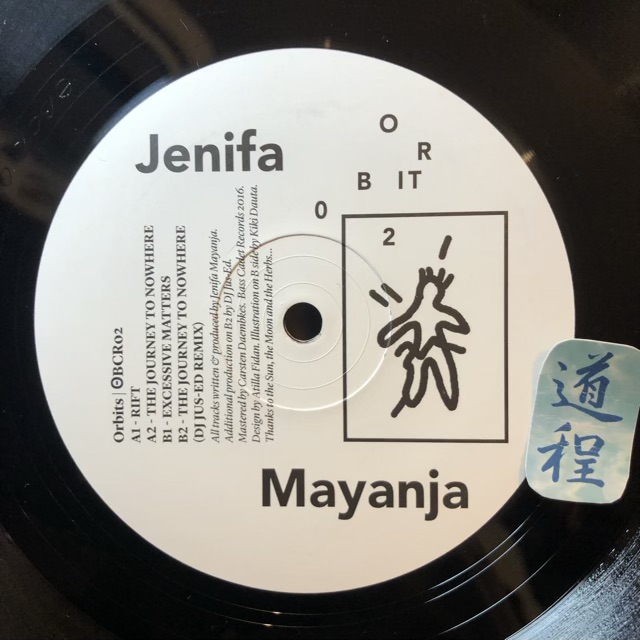 Jenifa
O
R
B IT
0
2
Orbits | ⵙBCR02
A1 - RIFT
A2 - THE JOURNEY TO NOWHERE
B1 - EXCESSIVE MATTERS
B2 - THE JOURNEY TO NOWHERE
(DJ JUS-ED REMIX)
All tracks written & produced by Jenifa Mayanja.
Additional production on B2 by DJ Jus-Ed.
Mastered by Carsten Daembkes. Bass Cadet Records 2016.
Design by Atilla Fidan. Illustration on B side by Kiki Dauta.
Thanks to the Sun, the Moon and the Herbs...
Mayanja
道
程